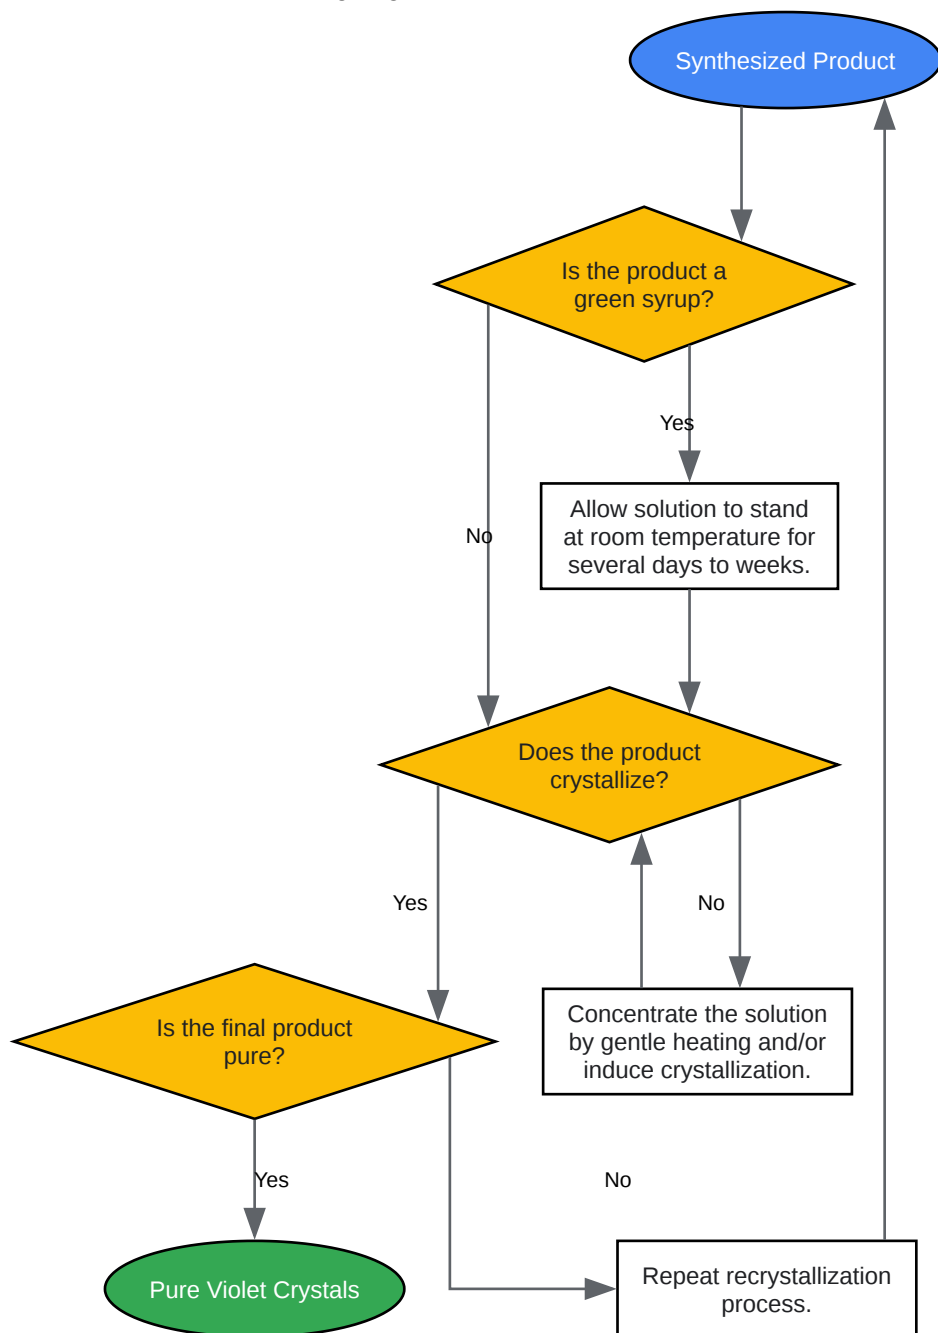 Synthesized Product
Is the product a
green syrup?
Yes
No
Allow solution to stand
at room temperature for
several days to weeks.
Does the product
crystallize?
Yes
No
Concentrate the solution
by gentle heating and/or
induce crystallization.
Is the final product
pure?
Yes
No
Pure Violet Crystals
Repeat recrystallization
process.